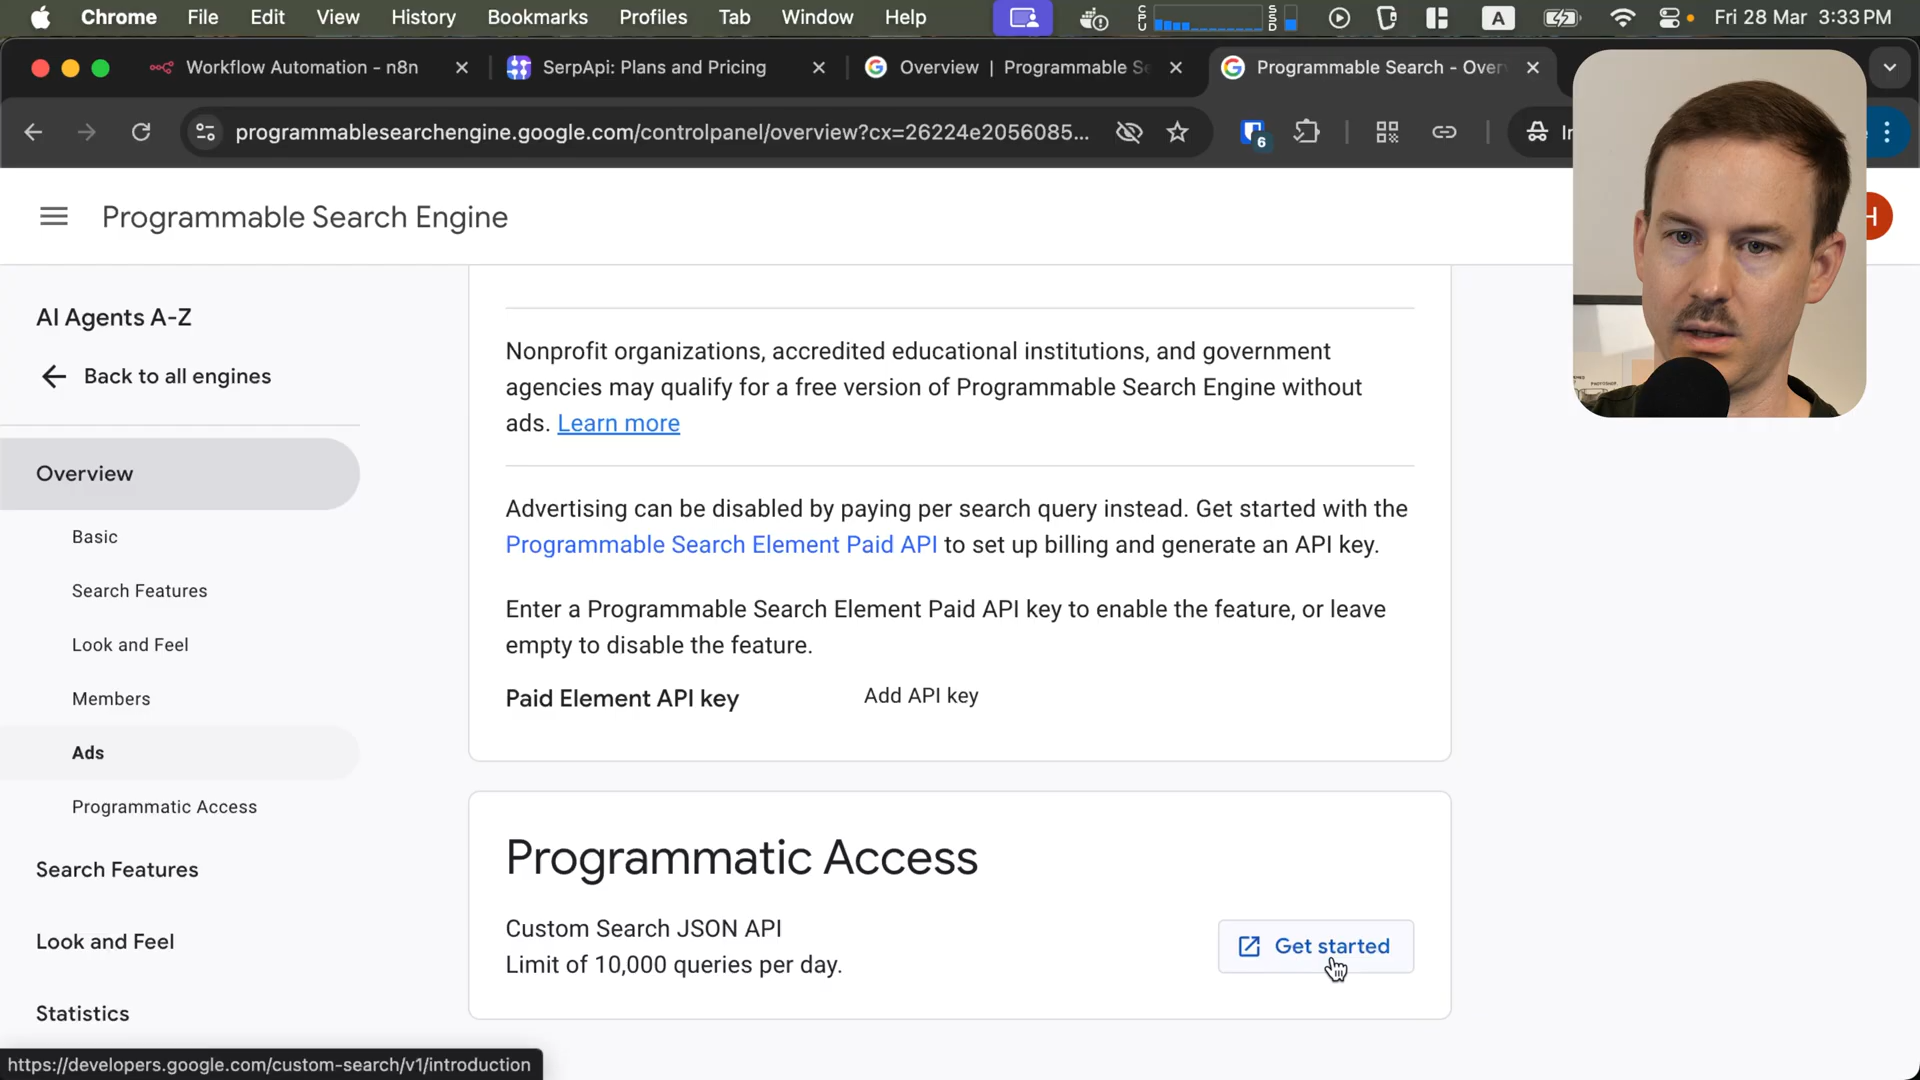 Chrome File Edit View History Bookmarks Profiles Tab Window Help CPU SSD A Fri 28 Mar 3:33 PM
Workflow Automation - n8n SerpApi: Plans and Pricing Overview | Programmable Se Programmable Search - Over
programmablesearchengine.google.com/controlpanel/overview?cx=26224e2056085... 6 In
Programmable Search Engine H
AI Agents A-Z
Back to all engines
Overview
Basic
Search Features
Look and Feel
Members
Ads
Programmatic Access
Search Features
Look and Feel
Statistics
Nonprofit organizations, accredited educational institutions, and government
agencies may qualify for a free version of Programmable Search Engine without
ads. Learn more
Advertising can be disabled by paying per search query instead. Get started with the
Programmable Search Element Paid API to set up billing and generate an API key.
Enter a Programmable Search Element Paid API key to enable the feature, or leave
empty to disable the feature.
Paid Element API key Add API key
Programmatic Access
Custom Search JSON API
Limit of 10,000 queries per day.
Get started
https://developers.google.com/custom-search/v1/introduction